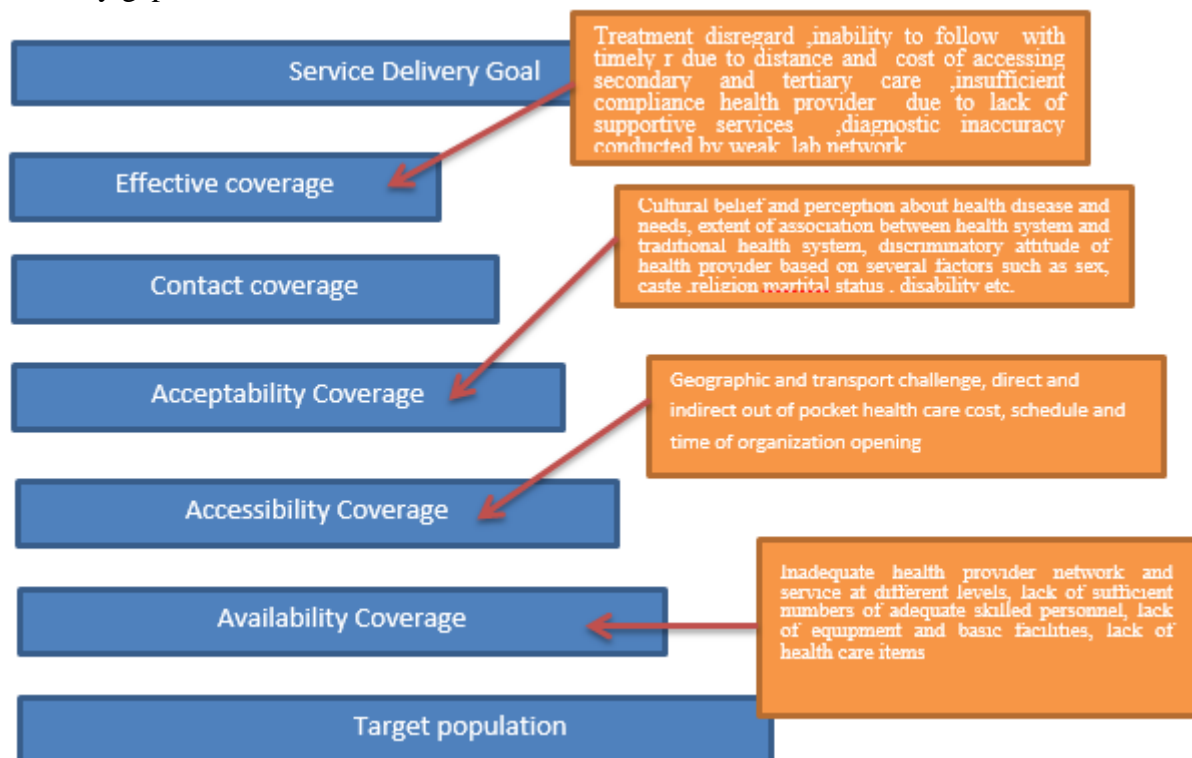 Service Delivery Goal
Treatment disregard ,inability to follow with
timely r due to distance and cost of accessing
secondary and tertiary care ,insufficient
compliance health provider due to lack of
supportive services ,diagnostic inaccuracy
conducted by weak lab network
Effective coverage
Cultural belief and perception about health disease and
needs, extent of association between health system and
traditional health system, discriminatory attitude of
health provider based on several factors such as sex,
caste ,religion martital status , disability etc.
Contact coverage
Acceptability Coverage
Geographic and transport challenge, direct and
indirect out of pocket health care cost, schedule and
time of organization opening
Accessibility Coverage
Inadequate health provider network and
service at different levels, lack of sufficient
numbers of adequate skilled personnel, lack
of equipment and basic facilities, lack of
health care items
Availability Coverage
Target population